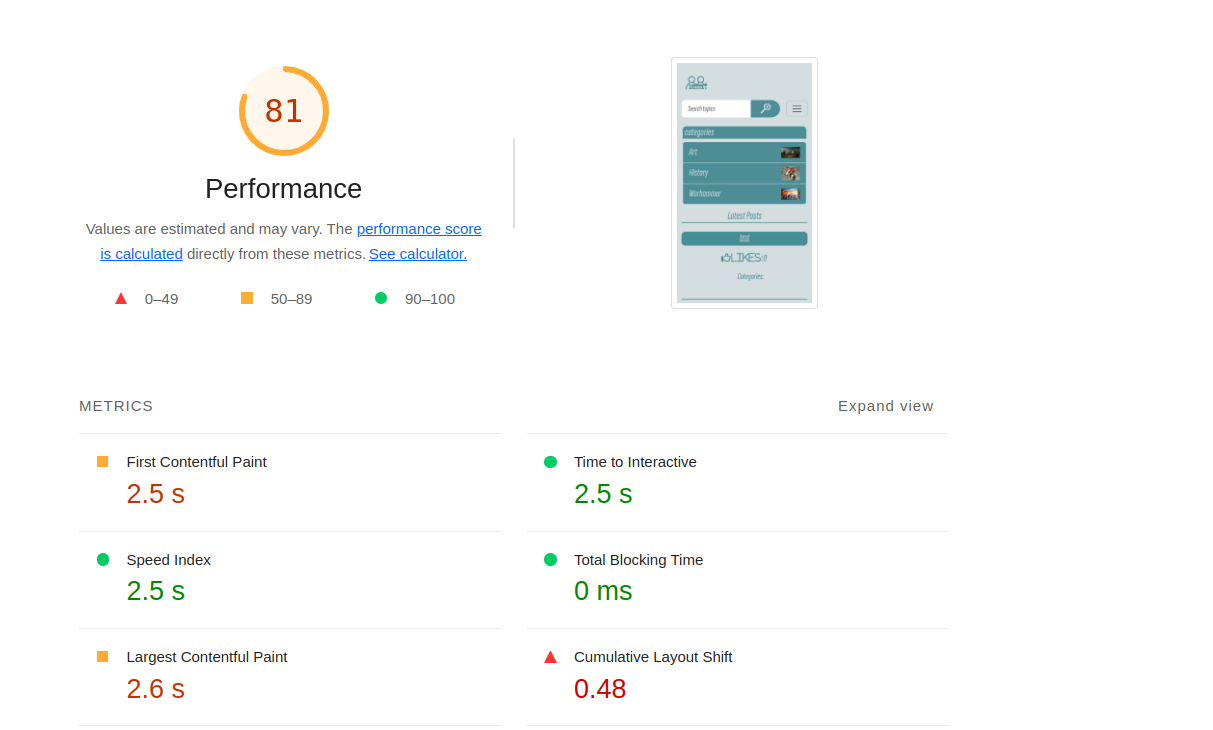 81
Performance
Values are estimated and may vary. The performance score
is calculated directly from these metrics. See calculator.
0–49
50–89
90–100
Search topics
categories
Art
History
Warhammer
Latest Posts
test
LIKES:0
Categories:
METRICS
Expand view
First Contentful Paint
2.5 s
Time to Interactive
2.5 s
Speed Index
2.5 s
Total Blocking Time
0 ms
Largest Contentful Paint
2.6 s
Cumulative Layout Shift
0.48